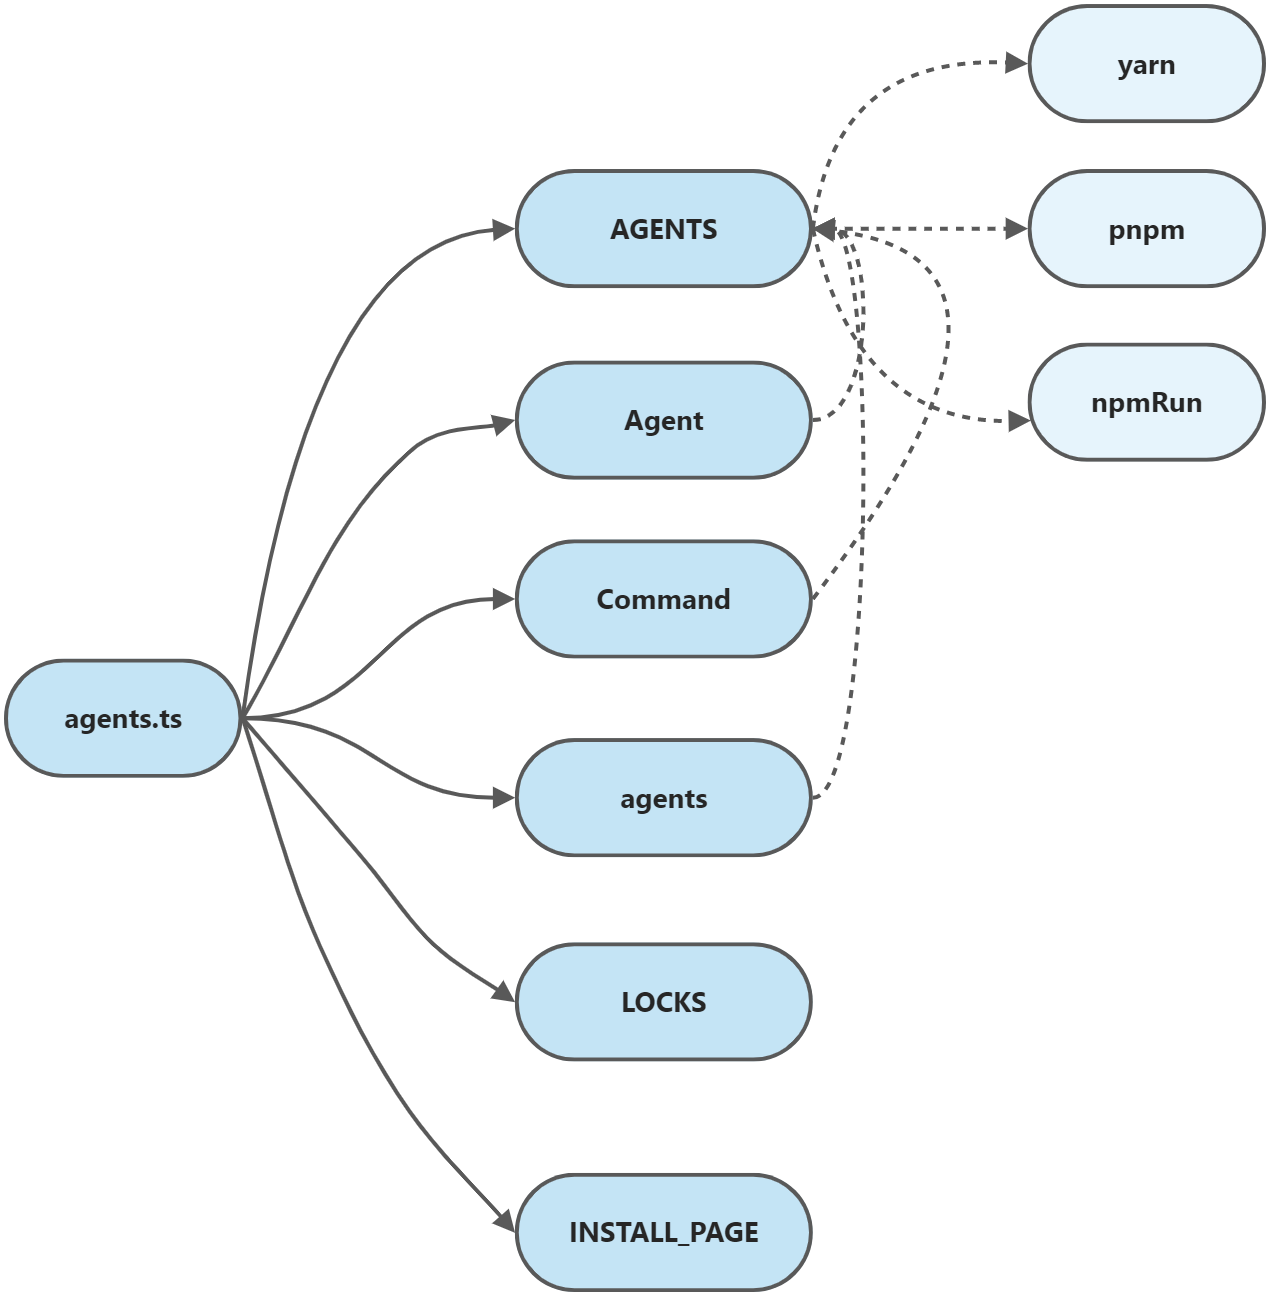 yarn
AGENTS
pnpm
Agent
npmRun
Command
agents.ts
agents
LOCKS
INSTALL_PAGE